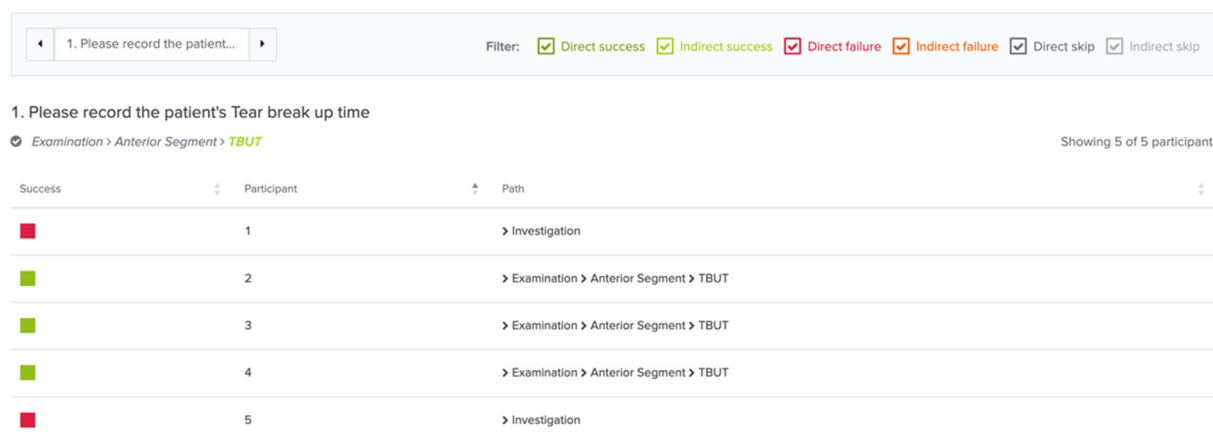 1. Please record the patient... Filter: Direct success Indirect success Direct failure Indirect failure Direct skip Indirect skip
1. Please record the patient's Tear break up time
Examination > Anterior Segment > TBUT Showing 5 of 5 participant
Success Participant Path
1 > Investigation
2 > Examination > Anterior Segment > TBUT
3 > Examination > Anterior Segment > TBUT
4 > Examination > Anterior Segment > TBUT
5 > Investigation